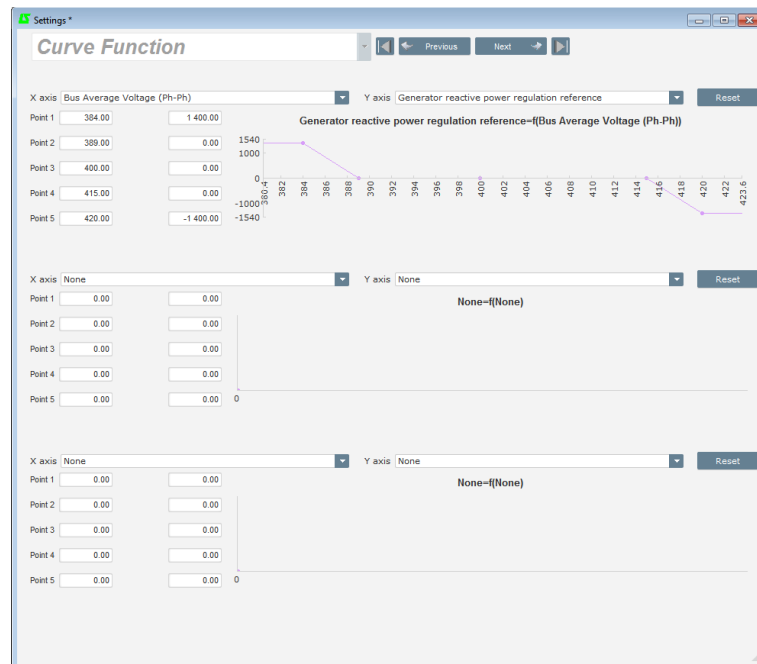 Settings *
Curve Function
Previous
Next
X axis Bus Average Voltage (Ph-Ph) Y axis Generator reactive power regulation reference Reset
Point 1 384.00 1 400.00
Point 2 389.00 0.00
Point 3 400.00 0.00
Point 4 415.00 0.00
Point 5 420.00 -1 400.00
Generator reactive power regulation reference=f(Bus Average Voltage (Ph-Ph))
1540
1000
0
-1000
-1540
380.4 382 384 386 388 390 392 394 396 398 400 402 404 406 408 410 412 414 416 418 420 422 423.6
X axis None Y axis None Reset
Point 1 0.00 0.00
Point 2 0.00 0.00
Point 3 0.00 0.00
Point 4 0.00 0.00
Point 5 0.00 0.00
None=f(None)
0
X axis None Y axis None Reset
Point 1 0.00 0.00
Point 2 0.00 0.00
Point 3 0.00 0.00
Point 4 0.00 0.00
Point 5 0.00 0.00
None=f(None)
0